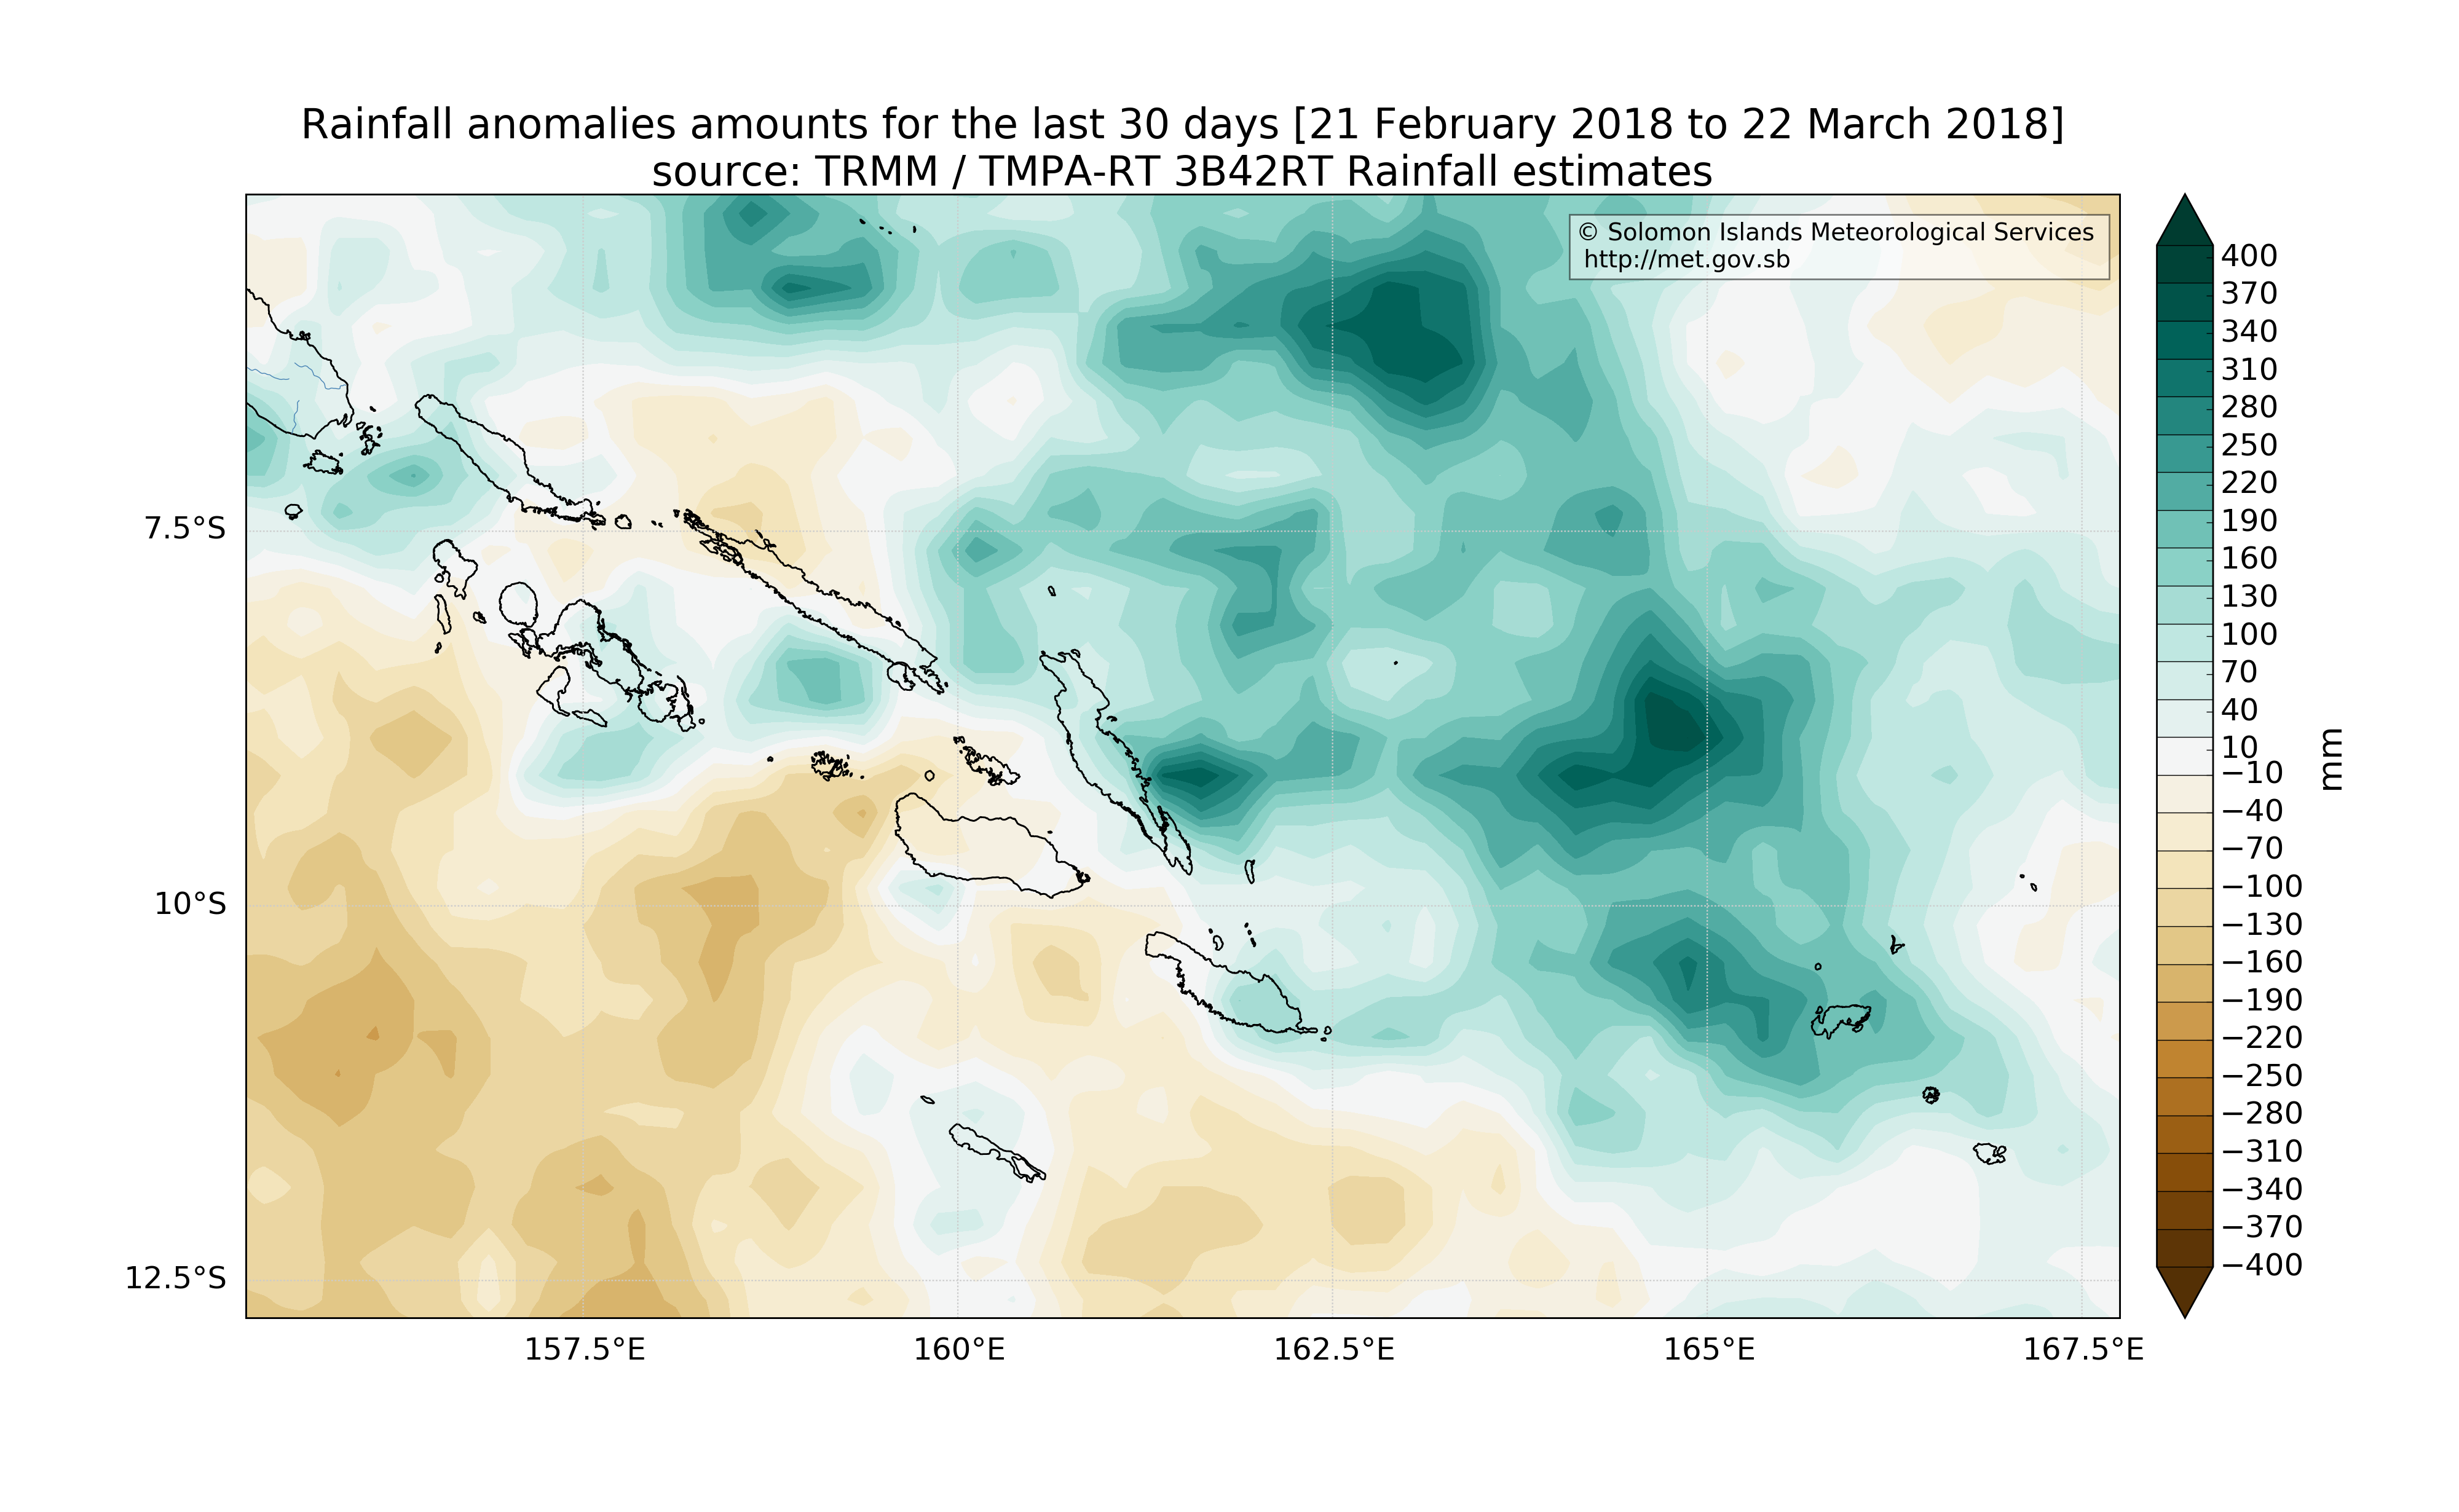 Rainfall anomalies amounts for the last 30 days [21 February 2018 to 22 March 2018]
source: TRMM / TMPA-RT 3B42RT Rainfall estimates
© Solomon Islands Meteorological Services
http://met.gov.sb
7.5°S
10°S
12.5°S
157.5°E
160°E
162.5°E
165°E
167.5°E
400
370
340
310
280
250
220
190
160
130
100
70
40
10
−10
−40
−70
−100
−130
−160
−190
−220
−250
−280
−310
−340
−370
−400
mm